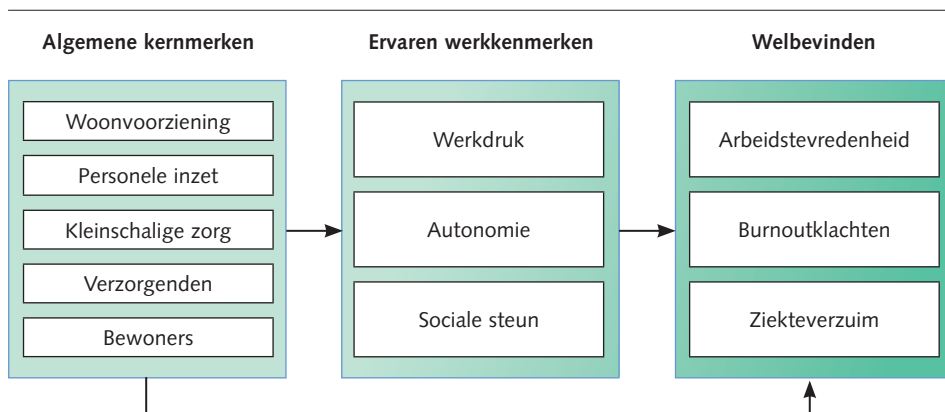 Algemene kernmerken
Ervaren werkkenmerken
Welbevinden
Woonvoorziening
Personele inzet
Kleinschalige zorg
Verzorgenden
Bewoners
Werkdruk
Autonomie
Sociale steun
Arbeidstevredenheid
Burnoutklachten
Ziekteverzuim